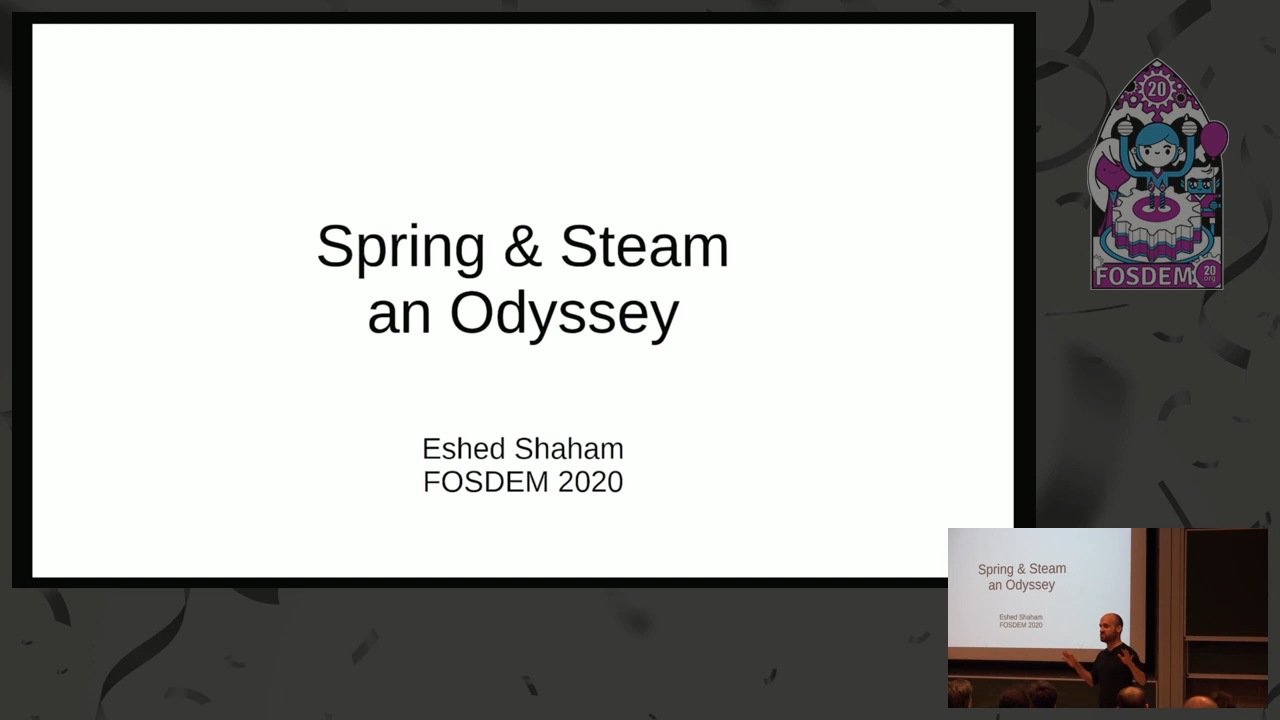 Spring & Steam
an Odyssey
Eshed Shaham
FOSDEM 2020
20
FOSDEM
20
.org
Spring & Steam
an Odyssey
Eshed Shaham
FOSDEM 2020